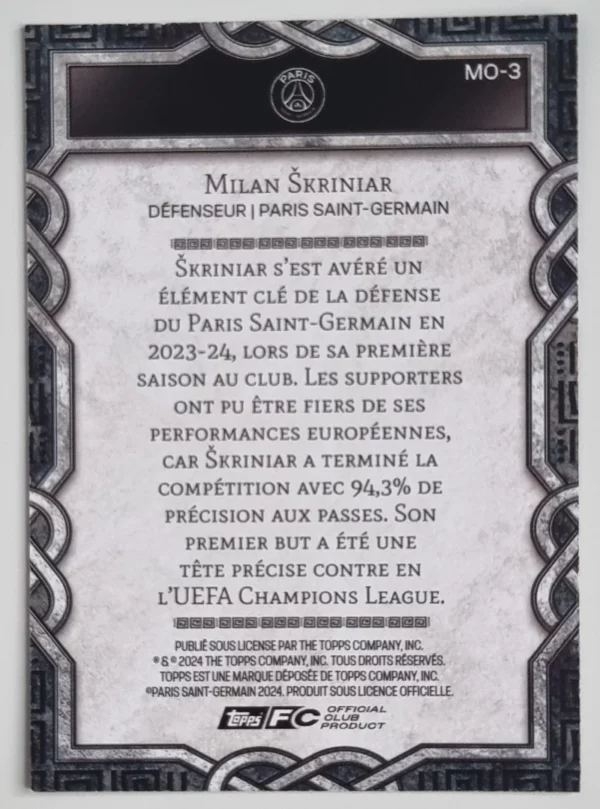 PARIS
MO-3
Milan Škriniar
DÉFENSEUR | PARIS SAINT-GERMAIN
Škriniar s'est avéré un
élément clé de la défense
du Paris Saint-Germain en
2023-24, lors de sa première
saison au club. Les supporters
ont pu être fiers de ses
performances européennes,
car Škriniar a terminé la
compétition avec 94,3% de
précision aux passes. Son
premier but a été une
tête précise contre en
l'UEFA Champions League.
PUBLIÉ SOUS LICENSE PAR THE TOPPS COMPANY, INC.
® & © 2024 THE TOPPS COMPANY, INC. TOUS DROITS RÉSERVÉS.
TOPPS EST UNE MARQUE DÉPOSÉE DE TOPPS COMPANY, INC.
©PARIS SAINT-GERMAIN 2024. PRODUIT SOUS LICENCE OFFICIELLE.
topps FC OFFICIAL
CLUB
PRODUCT